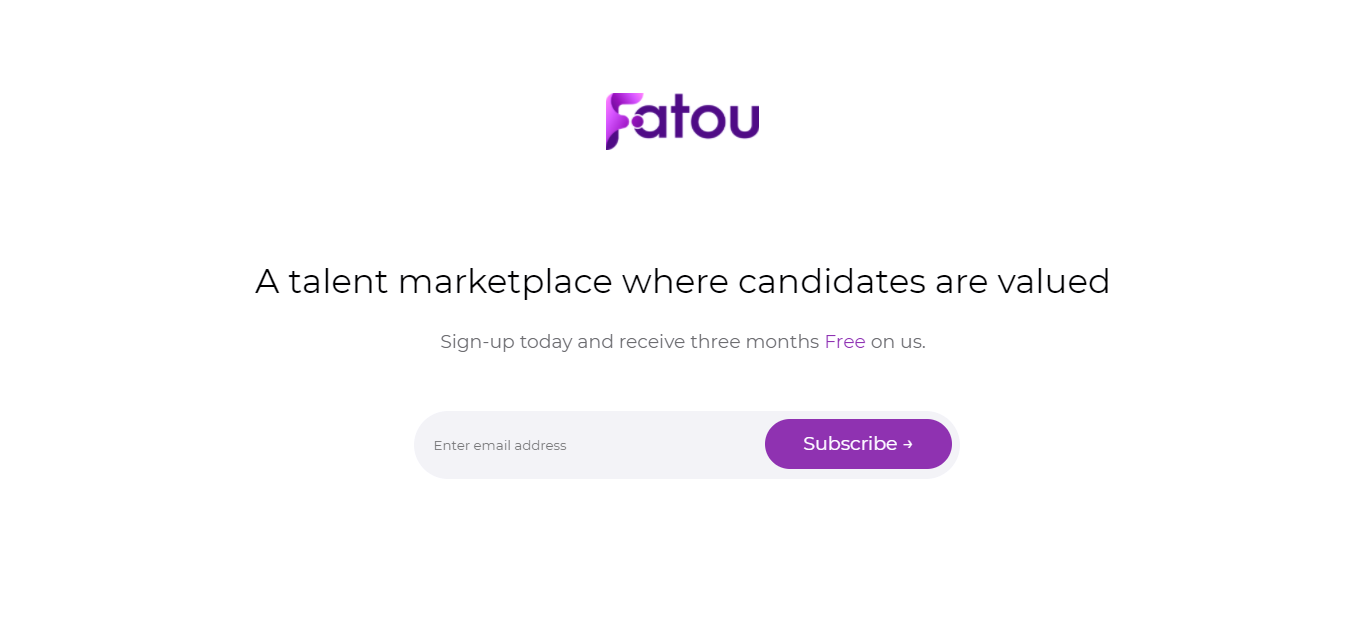 Fatou
A talent marketplace where candidates are valued
Sign-up today and receive three months Free on us.
Enter email address
Subscribe →